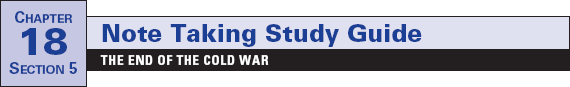 CHAPTER
18
SECTION 5
Note Taking Study Guide
THE END OF THE COLD WAR